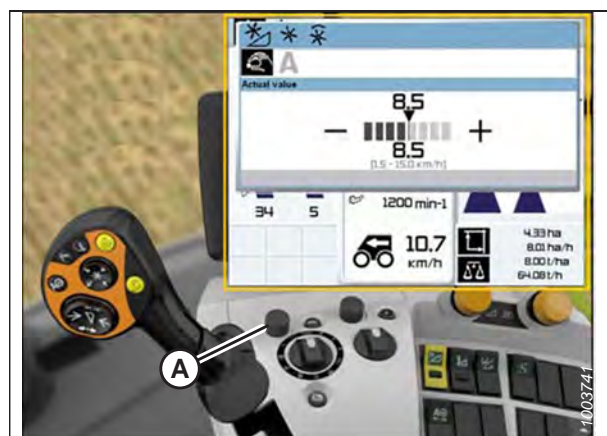 A
Actual value
8.5
− +
8.5
[1.5 - 15.0 km/h]
34 5
1200 min-1
10.7
km/h
4.33 ha
8.01 ha/h
8.00 t/ha
64.08 t/h
A
S
1003741